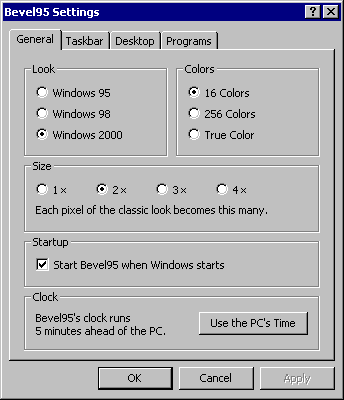 Bevel95 Settings
General Taskbar Desktop Programs
Look
Windows 95
Windows 98
Windows 2000
Colors
16 Colors
256 Colors
True Color
Size
1× 2× 3× 4×
Each pixel of the classic look becomes this many.
Startup
Start Bevel95 when Windows starts
Clock
Bevel95's clock runs
5 minutes ahead of the PC.
Use the PC's Time
OK Cancel Apply